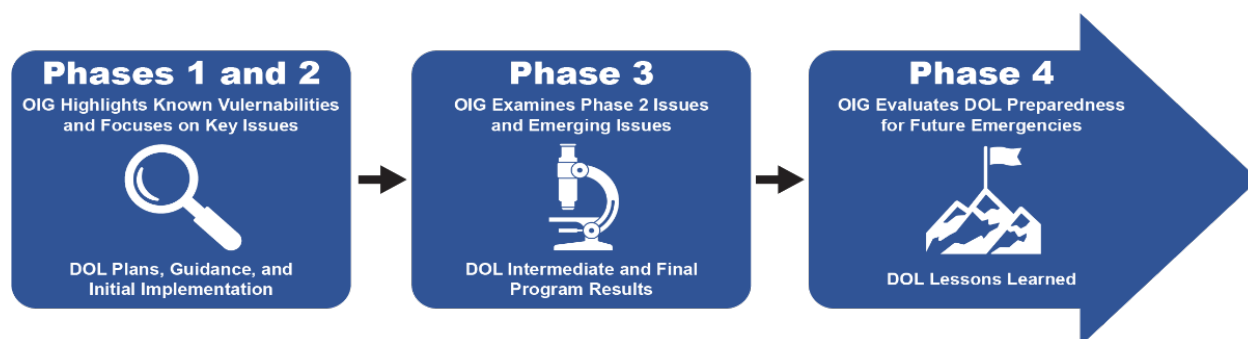 Phases 1 and 2
OIG Highlights Known Vulernabilities
and Focuses on Key Issues
DOL Plans, Guidance, and
Initial Implementation
Phase 3
OIG Examines Phase 2 Issues
and Emerging Issues
DOL Intermediate and Final
Program Results
Phase 4
OIG Evaluates DOL Preparedness
for Future Emergencies
DOL Lessons Learned